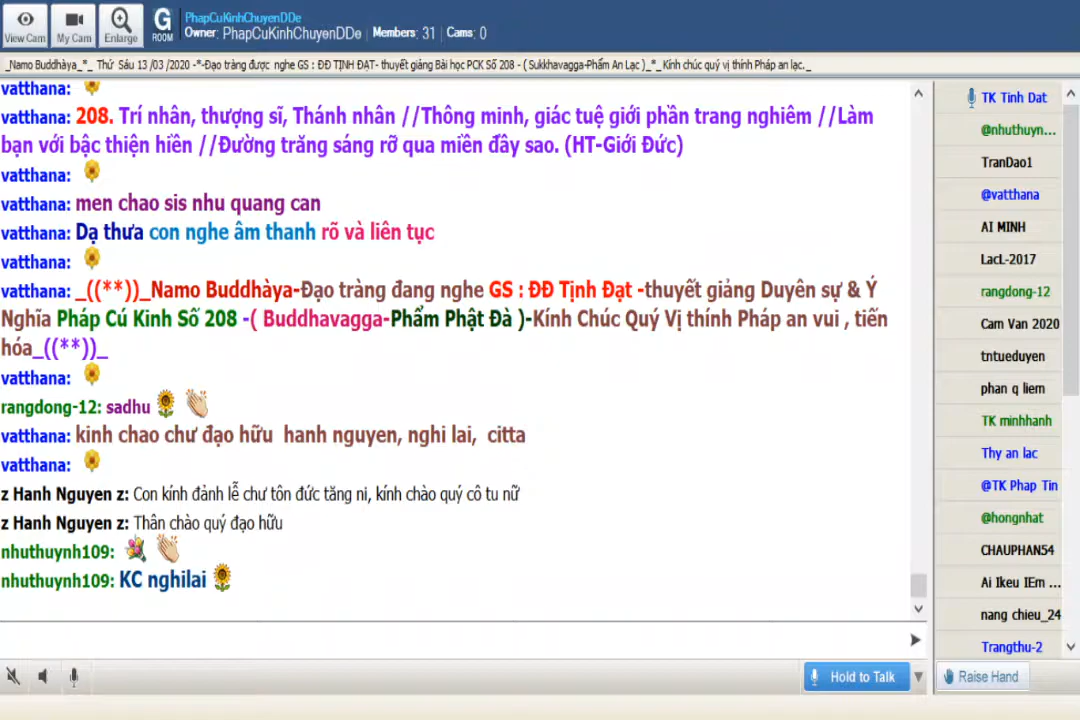 PhapCuKinhChuyenDDe
Owner: PhapCuKinhChuyenDDe Members: 31 Cams: 0
View Cam My Cam Enlarge G ROOM
_Namo Buddhàya_*_ Thứ Sáu 13 /03 /2020 -*-Đạo tràng được nghe GS : ĐĐ TỊNH ĐẠT- thuyết giảng Bài học PCK Số 208 - ( Sukkhavagga-Phẩm An Lạc )_*_Kính chúc quý vị thính Pháp an lạc._
vatthana:
vatthana: 208. Trí nhân, thượng sĩ, Thánh nhân //Thông minh, giác tuệ giới phần trang nghiêm //Làm
bạn với bậc thiện hiền //Đường trăng sáng rỡ qua miền đây sao. (HT-Giới Đức)
vatthana:
vatthana: men chao sis nhu quang can
vatthana: Dạ thưa con nghe âm thanh rõ và liên tục
vatthana:
vatthana: _((**))_Namo Buddhàya-Đạo tràng đang nghe GS : ĐĐ Tịnh Đạt -thuyết giảng Duyên sự & Ý
Nghĩa Pháp Cú Kinh Số 208 -( Buddhavagga-Phẩm Phật Đà )-Kính Chúc Quý Vị thính Pháp an vui , tiến
hóa_((**))_
vatthana:
rangdong-12: sadhu
vatthana: kinh chao chư đạo hữu hanh nguyen, nghi lai, citta
vatthana:
z Hanh Nguyen z: Con kính đảnh lễ chư tôn đức tăng ni, kính chào quý cô tu nữ
z Hanh Nguyen z: Thân chào quý đạo hữu
nhuthuynh109:
nhuthuynh109: KC nghilai
TK Tinh Dat
@nhuthuyn...
TranDao1
@vatthana
AI MINH
LacL-2017
rangdong-12
Cam Van 2020
tntueduyen
phan q liem
TK minhhanh
Thy an lac
@TK Phap Tin
@hongnhat
CHAUPHAN54
Ai Ikeu IEm ...
nang chieu_24
Trangthu-2
Hold to Talk
Raise Hand